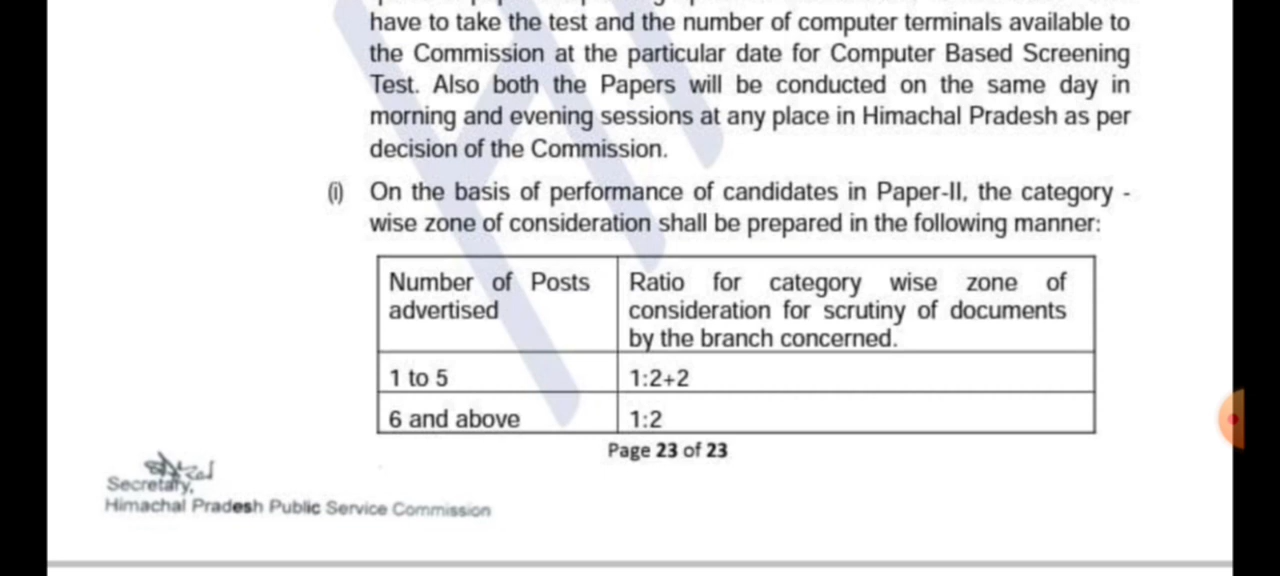 have to take the test and the number of computer terminals available to
the Commission at the particular date for Computer Based Screening
Test. Also both the Papers will be conducted on the same day in
morning and evening sessions at any place in Himachal Pradesh as per
decision of the Commission.
(i) On the basis of performance of candidates in Paper-II, the category -
wise zone of consideration shall be prepared in the following manner:
Number of Posts
advertised
Ratio for category wise zone of
consideration for scrutiny of documents
by the branch concerned.
1 to 5
1:2+2
6 and above
1:2
Page 23 of 23
Secretary,
Himachal Pradesh Public Service Commission